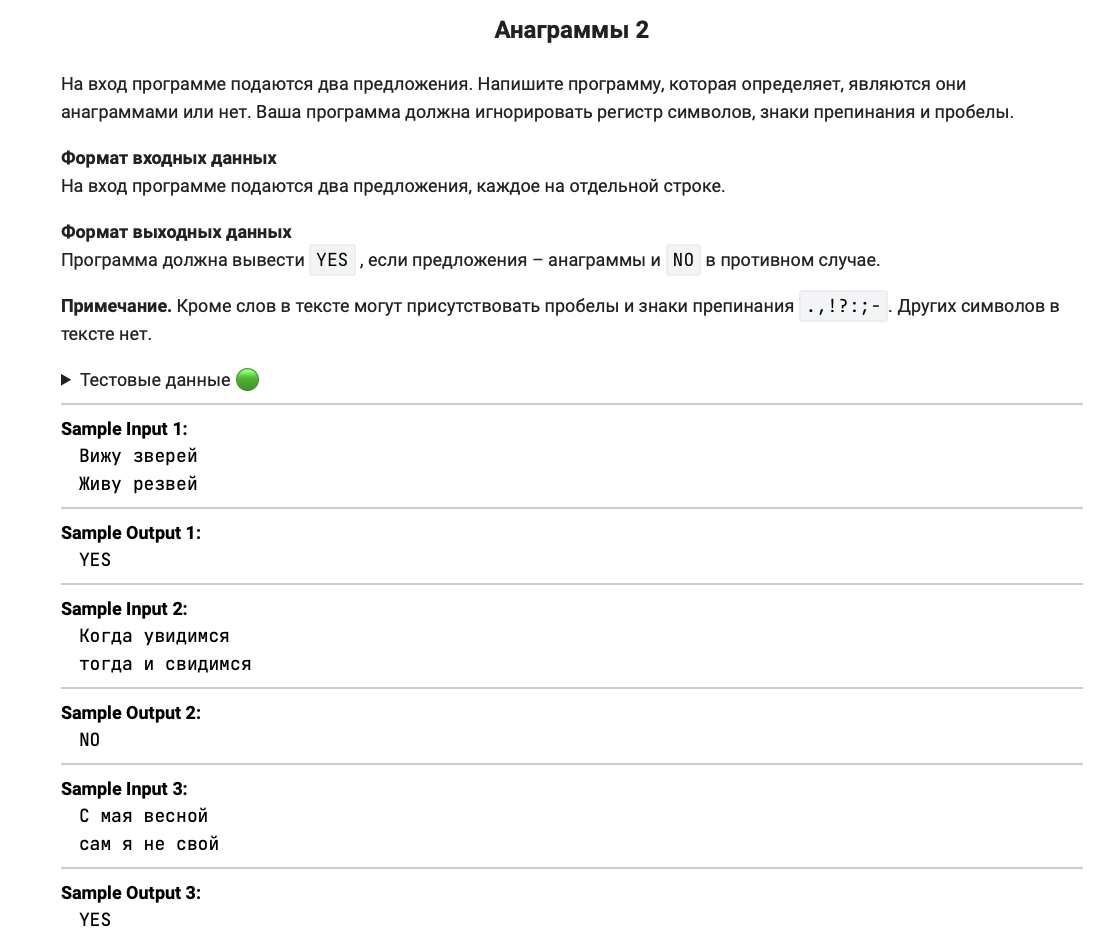 Анаграммы 2
На вход программе подаются два предложения. Напишите программу, которая определяет, являются они
анаграммами или нет. Ваша программа должна игнорировать регистр символов, знаки препинания и пробелы.
Формат входных данных
На вход программе подаются два предложения, каждое на отдельной строке.
Формат выходных данных
Программа должна вывести YES , если предложения – анаграммы и NO в противном случае.
Примечание. Кроме слов в тексте могут присутствовать пробелы и знаки препинания .,!?:;- . Других символов в
тексте нет.
Тестовые данные
Sample Input 1:
Вижу зверей
Живу резвей
Sample Output 1:
YES
Sample Input 2:
Когда увидимся
тогда и свидимся
Sample Output 2:
NO
Sample Input 3:
С мая весной
сам я не свой
Sample Output 3:
YES